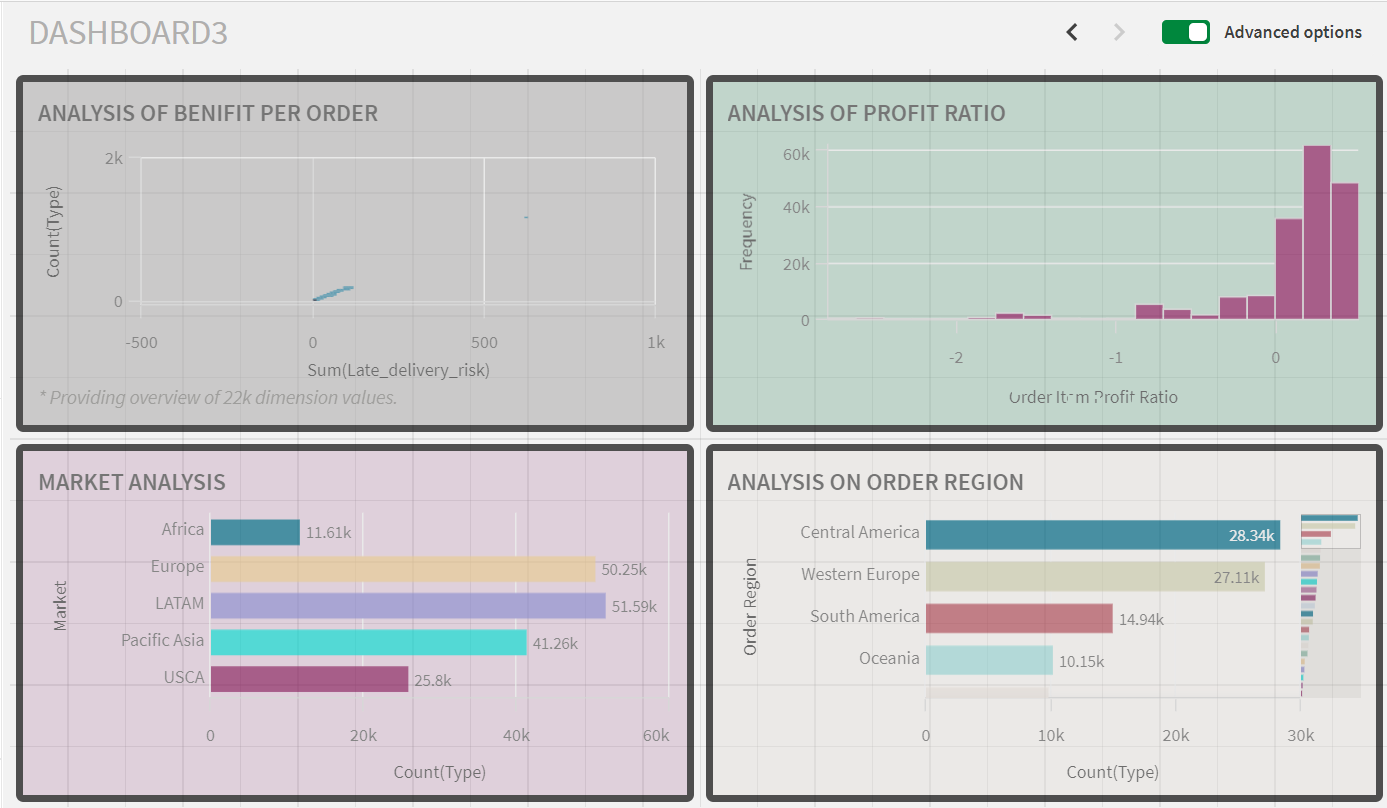 DASHBOARD3
Advanced options
ANALYSIS OF BENIFIT PER ORDER
Count(Type)
2k
0
-500 0 500 1k
Sum(Late_delivery_risk)
* Providing overview of 22k dimension values.
ANALYSIS OF PROFIT RATIO
Frequency
60k
40k
20k
0
-2 -1 0
Order Item Profit Ratio
MARKET ANALYSIS
Market
Africa 11.61k
Europe 50.25k
LATAM 51.59k
Pacific Asia 41.26k
USCA 25.8k
0 20k 40k 60k
Count(Type)
ANALYSIS ON ORDER REGION
Order Region
Central America 28.34k
Western Europe 27.11k
South America 14.94k
Oceania 10.15k
0 10k 20k 30k
Count(Type)